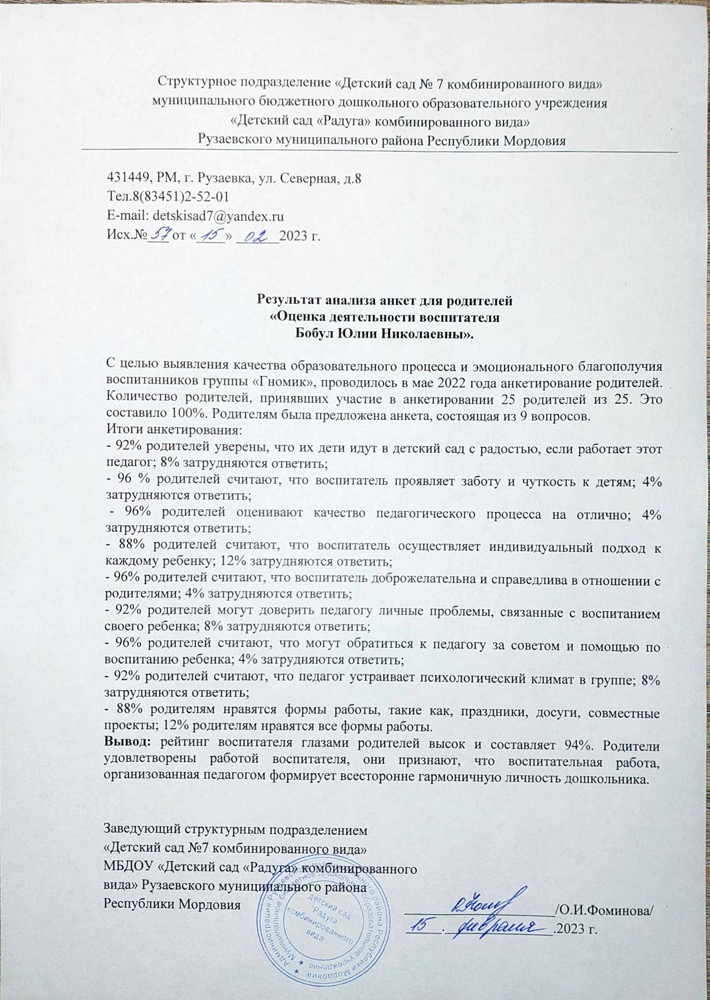 Структурное подразделение «Детский сад № 7 комбинированного вида»
муниципального бюджетного дошкольного образовательного учреждения
«Детский сад «Радуга» комбинированного вида»
Рузаевского муниципального района Республики Мордовия
431449, РМ, г. Рузаевка, ул. Северная, д.8
Тел.8(83451)2-52-01
E-mail: detskisad7@yandex.ru
Исх.№ 57 от « 15 » 02 2023 г.
Результат анализа анкет для родителей
«Оценка деятельности воспитателя
Бобул Юлии Николаевны».
С целью выявления качества образовательного процесса и эмоционального благополучия
воспитанников группы «Гномик», проводилось в мае 2022 года анкетирование родителей.
Количество родителей, принявших участие в анкетировании 25 родителей из 25. Это
составило 100%. Родителям была предложена анкета, состоящая из 9 вопросов.
Итоги анкетирования:
- 92% родителей уверены, что их дети идут в детский сад с радостью, если работает этот
педагог; 8% затрудняются ответить;
- 96 % родителей считают, что воспитатель проявляет заботу и чуткость к детям; 4%
затрудняются ответить;
- 96% родителей оценивают качество педагогического процесса на отлично; 4%
затрудняются ответить;
- 88% родителей считают, что воспитатель осуществляет индивидуальный подход к
каждому ребенку; 12% затрудняются ответить;
- 96% родителей считают, что воспитатель доброжелательна и справедлива в отношении с
родителями; 4% затрудняются ответить;
- 92% родителей могут доверить педагогу личные проблемы, связанные с воспитанием
своего ребенка; 8% затрудняются ответить;
- 96% родителей считают, что могут обратиться к педагогу за советом и помощью по
воспитанию ребенка; 4% затрудняются ответить;
- 92% родителей считают, что педагог устраивает психологический климат в группе; 8%
затрудняются ответить;
- 88% родителям нравятся формы работы, такие как, праздники, досуги, совместные
проекты; 12% родителям нравятся все формы работы.
Вывод: рейтинг воспитателя глазами родителей высок и составляет 94%. Родители
удовлетворены работой воспитателя, они признают, что воспитательная работа,
организованная педагогом формирует всесторонне гармоничную личность дошкольника.
Заведующий структурным подразделением
«Детский сад №7 комбинированного вида»
МБДОУ «Детский сад «Радуга» комбинированного
вида» Рузаевского муниципального района
Республики Мордовия
/О.И.Фоминова/
15 . февраля .2023 г.
Администрация Рузаевского муниципального района Республики Мордовия
Муниципальное бюджетное дошкольное образовательное учреждение
детский сад
"Радуга"
комбинированного
вида